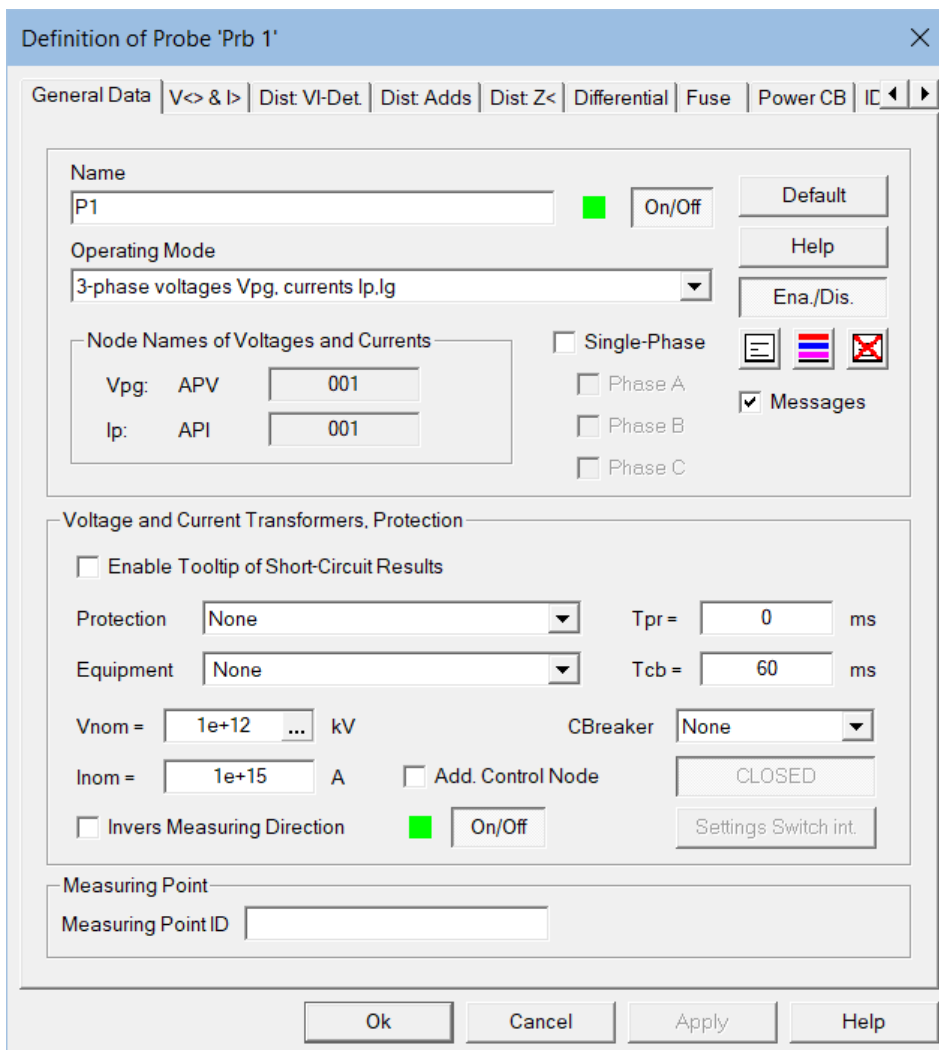 Definition of Probe 'Prb 1'
General Data V<> & I> Dist. VI-Det. Dist. Adds Dist. Z< Differential Fuse Power CB
Name
P1 On/Off Default
Operating Mode Help
3-phase voltages Vpg, currents Ip,Ig Ena./Dis.
Node Names of Voltages and Currents Single-Phase
Vpg: APV 001 Phase A
Messages
Ip: API 001 Phase B
Phase C
Voltage and Current Transformers, Protection
Enable Tooltip of Short-Circuit Results
Protection None Tpr = 0 ms
Equipment None Tcb = 60 ms
Vnom = 1e+12 ... kV CBreaker None
Inom = 1e+15 A Add. Control Node CLOSED
Invers Measuring Direction On/Off Settings Switch int.
Measuring Point
Measuring Point ID
Ok Cancel Apply Help